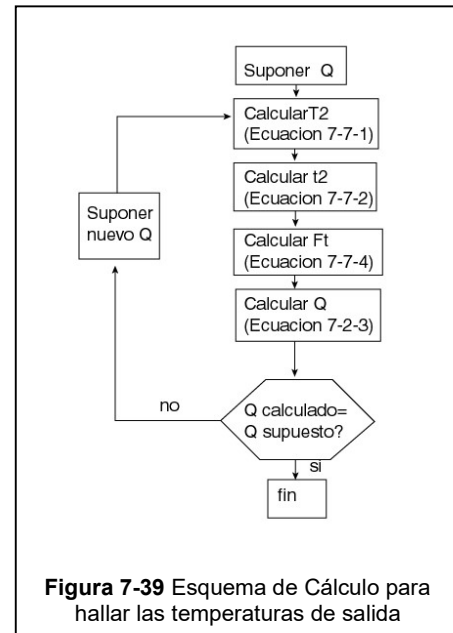 Suponer Q
CalcularT2
(Ecuacion 7-7-1)
Calcular t2
(Ecuacion 7-7-2)
Suponer
nuevo Q
Calcular Ft
(Ecuacion 7-7-4)
Calcular Q
(Ecuacion 7-2-3)
no
Q calculado=
Q supuesto?
si
fin
Figura 7-39 Esquema de Cálculo para
hallar las temperaturas de salida